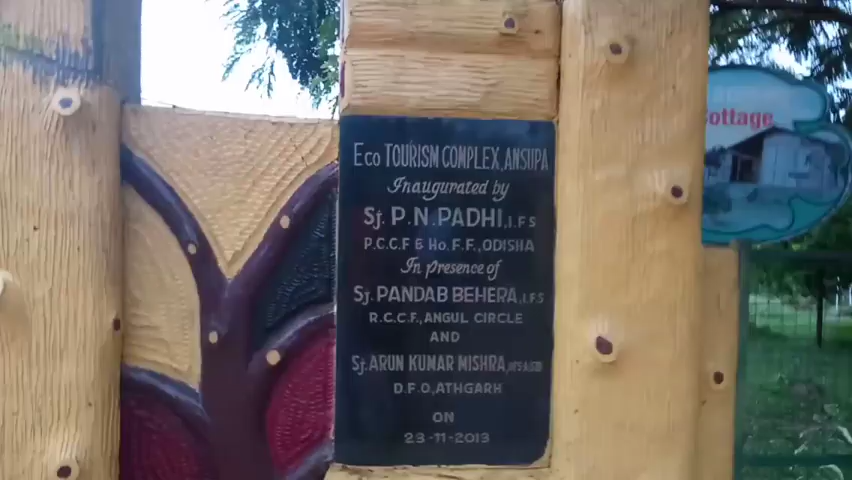 Eco TOURISM COMPLEX, ANSUPA
Inaugurated by
Sj. P.N. PADHI, I.F.S
P.C.C.F & Ho. F.F., ODISHA
In presence of
Sj. PANDAB BEHERA, I.F.S
R.C.C.F., ANGUL CIRCLE
AND
Sj. ARUN KUMAR MISHRA,
D.F.O, ATHGARH
ON
23-11-2013
Cottage